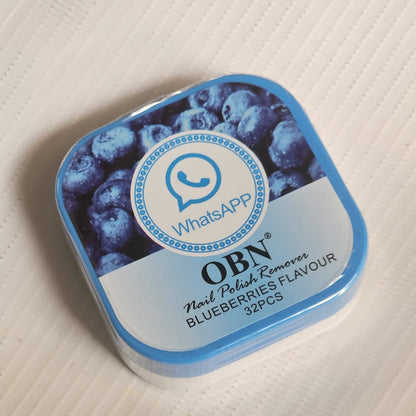 WhatsAPP
OBN®
Nail Polish Remover
BLUEBERRIES FLAVOUR
32PCS